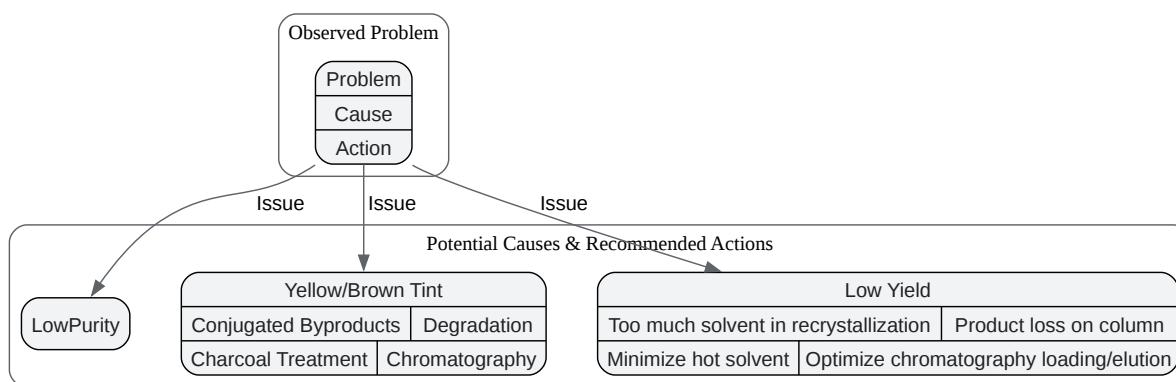 Observed Problem
Problem
Cause
Action
Issue Issue Issue
Potential Causes & Recommended Actions
LowPurity
Yellow/Brown Tint
Conjugated Byproducts Degradation
Charcoal Treatment Chromatography
Low Yield
Too much solvent in recrystallization Product loss on column
Minimize hot solvent Optimize chromatography loading/elution